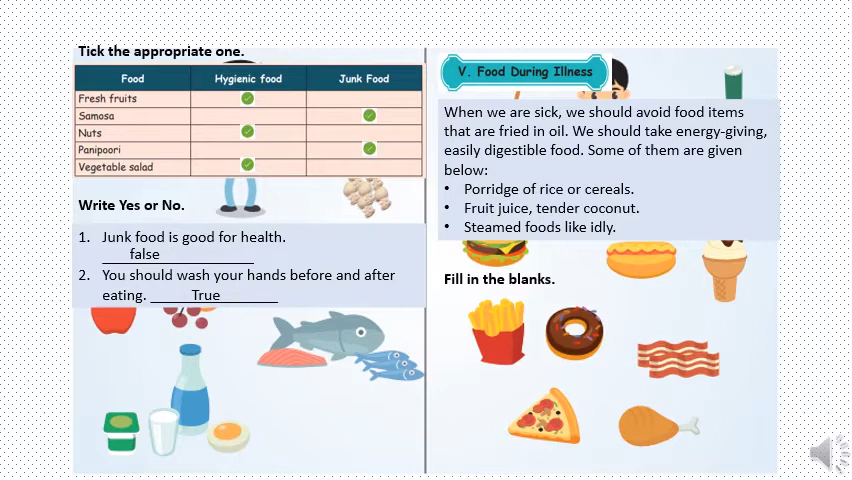 Tick the appropriate one.
Food Hygienic food Junk Food
Fresh fruits
Samosa
Nuts
Panipoori
Vegetable salad
Write Yes or No.
1. Junk food is good for health.
false
2. You should wash your hands before and after
eating. True
V. Food During Illness
When we are sick, we should avoid food items
that are fried in oil. We should take energy-giving,
easily digestible food. Some of them are given
below:
• Porridge of rice or cereals.
• Fruit juice, tender coconut.
• Steamed foods like idly.
Fill in the blanks.